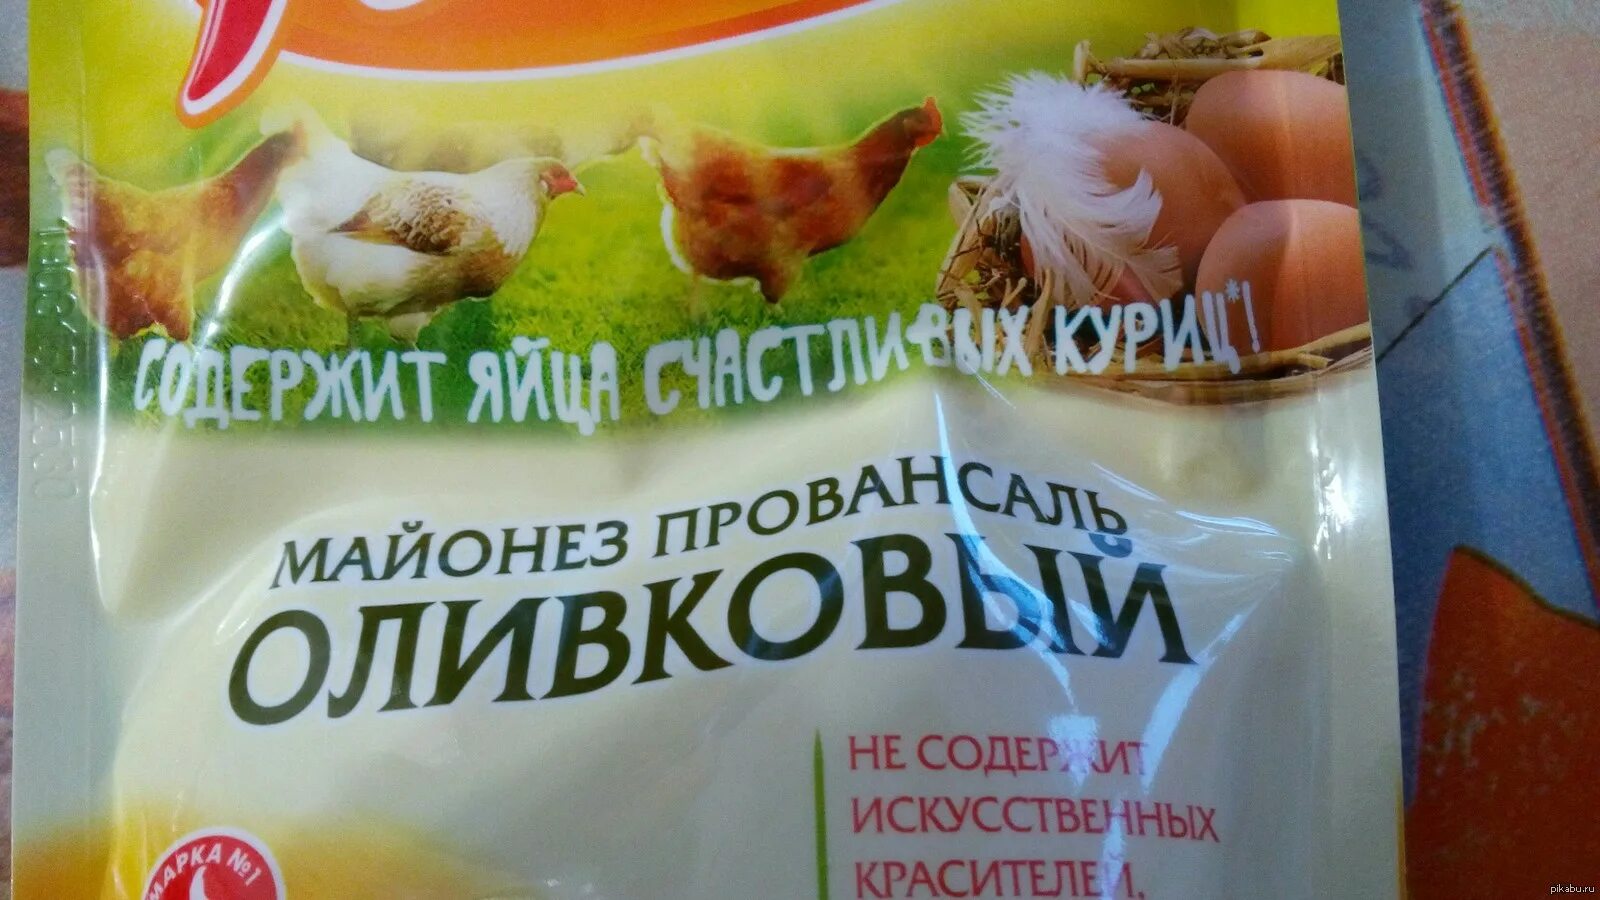 СОДЕРЖИТ ЯЙЦА СЧАСТЛИВЫХ КУРИЦ*!
МАЙОНЕЗ ПРОВАНСАЛЬ
ОЛИВКОВЫЙ
НЕ СОДЕРЖИТ
ИСКУССТВЕННЫХ
КРАСИТЕЛЕЙ,
МАРКА №1
pikabu.ru